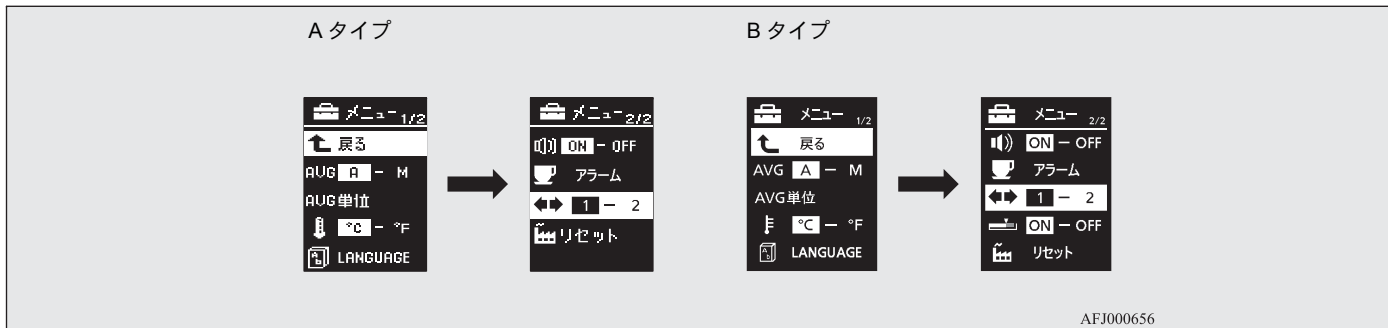 A タイプ
メニュー 1/2
戻る
AVG A − M
AVG単位
°C − °F
LANGUAGE
メニュー 2/2
ON − OFF
アラーム
1 − 2
リセット
B タイプ
メニュー 1/2
戻る
AVG A − M
AVG単位
°C − °F
LANGUAGE
メニュー 2/2
ON − OFF
アラーム
1 − 2
ON − OFF
リセット
AFJ000656